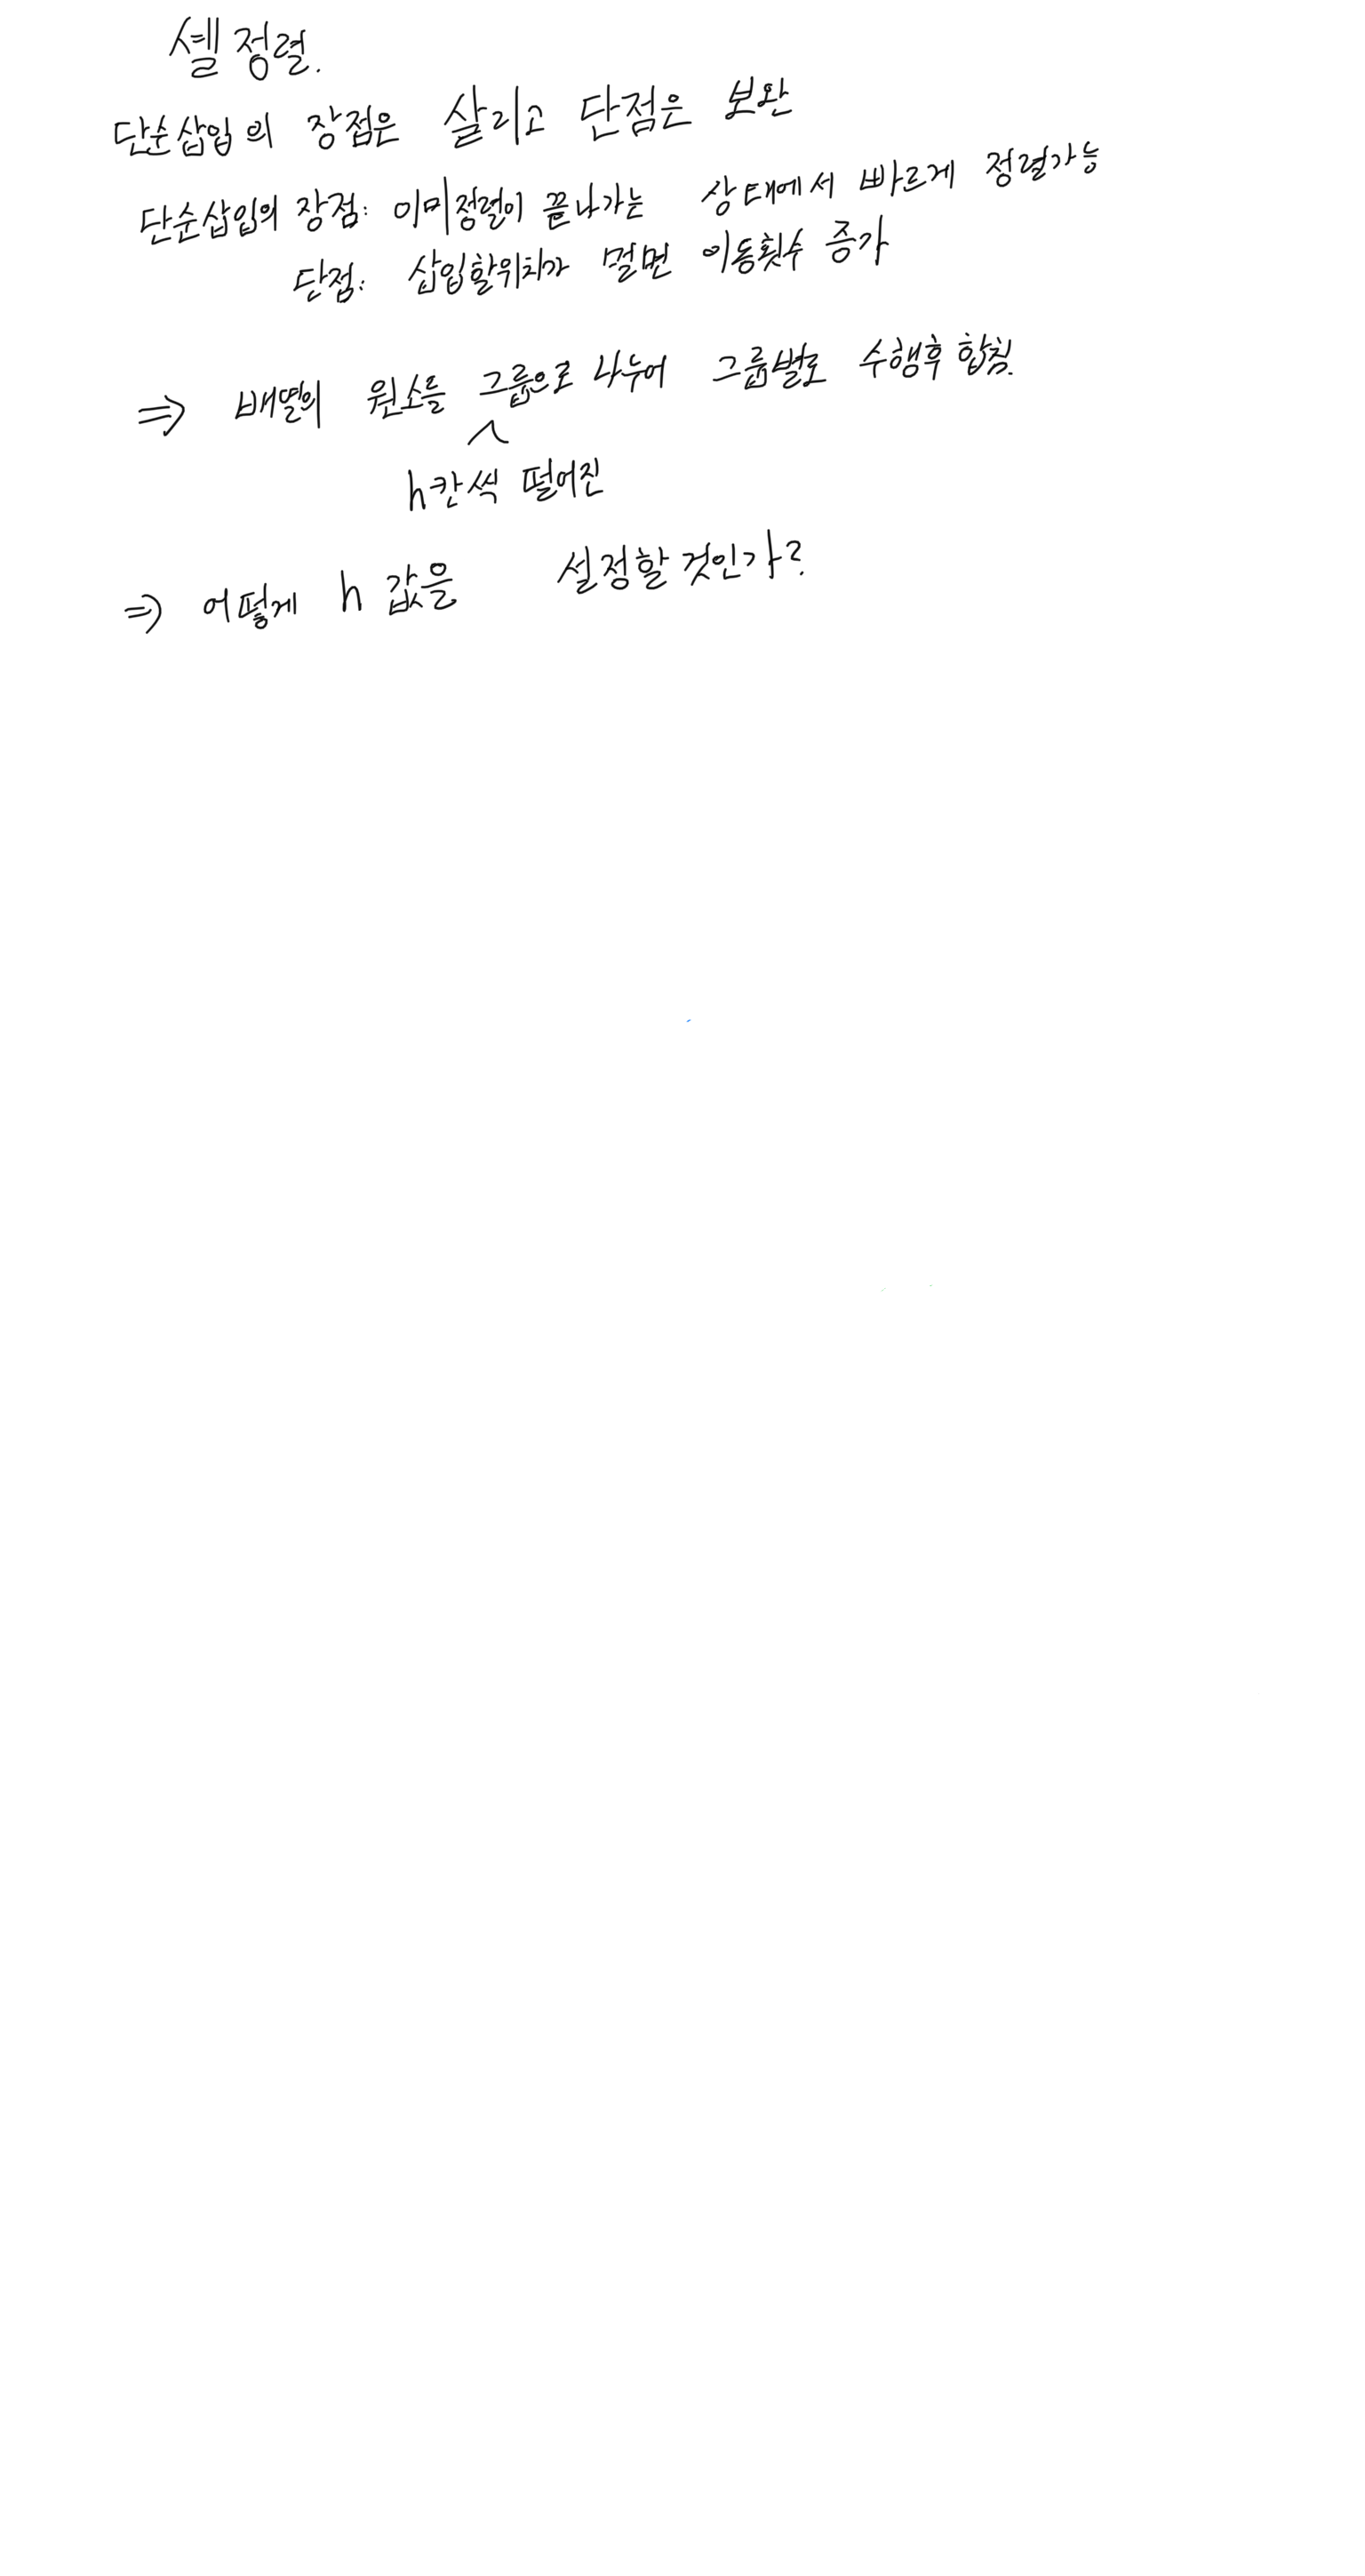 셸 정렬.
단순삽입의 장점은 살리고 단점은 보완
단순삽입의 장점: 이미정렬이 끝나가는 상태에서 빠르게 정렬가능
단점: 삽입할위치가 멀면 이동횟수 증가
⇒ 배열의 원소를 그룹으로 나누어 그룹별로 수행후 합침.
h칸씩 떨어진
⇒ 어떻게 h 값을 설정할 것인가?